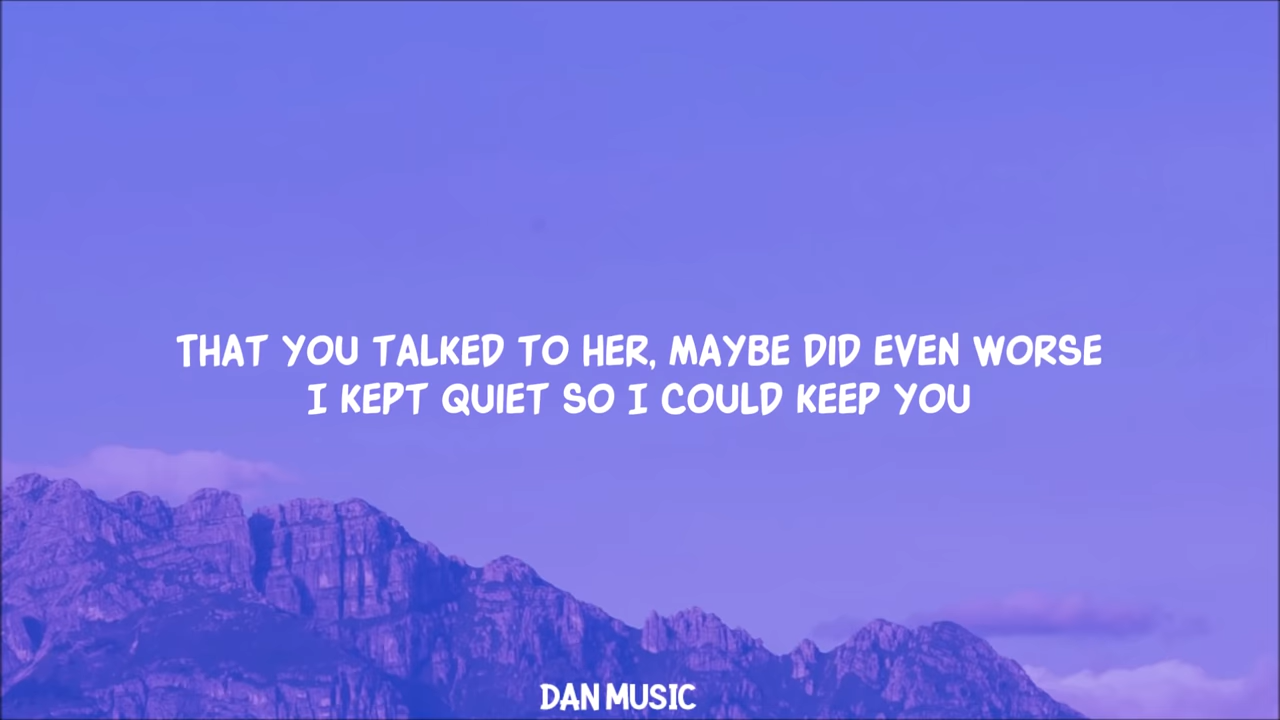 THAT YOU TALKED TO HER, MAYBE DID EVEN WORSE
I KEPT QUIET SO I COULD KEEP YOU
DAN MUSIC